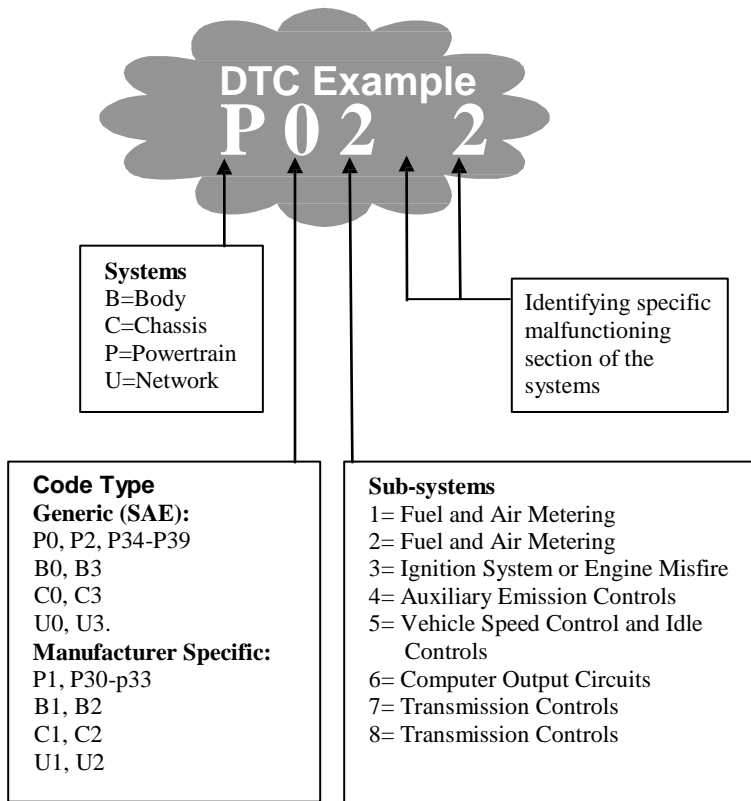 DTC Example
P 0 2 2
Systems
B=Body
C=Chassis
P=Powertrain
U=Network
Identifying specific
malfunctioning
section of the
systems
Code Type
Generic (SAE):
P0, P2, P34-P39
B0, B3
C0, C3
U0, U3.
Manufacturer Specific:
P1, P30-p33
B1, B2
C1, C2
U1, U2
Sub-systems
1= Fuel and Air Metering
2= Fuel and Air Metering
3= Ignition System or Engine Misfire
4= Auxiliary Emission Controls
5= Vehicle Speed Control and Idle
Controls
6= Computer Output Circuits
7= Transmission Controls
8= Transmission Controls